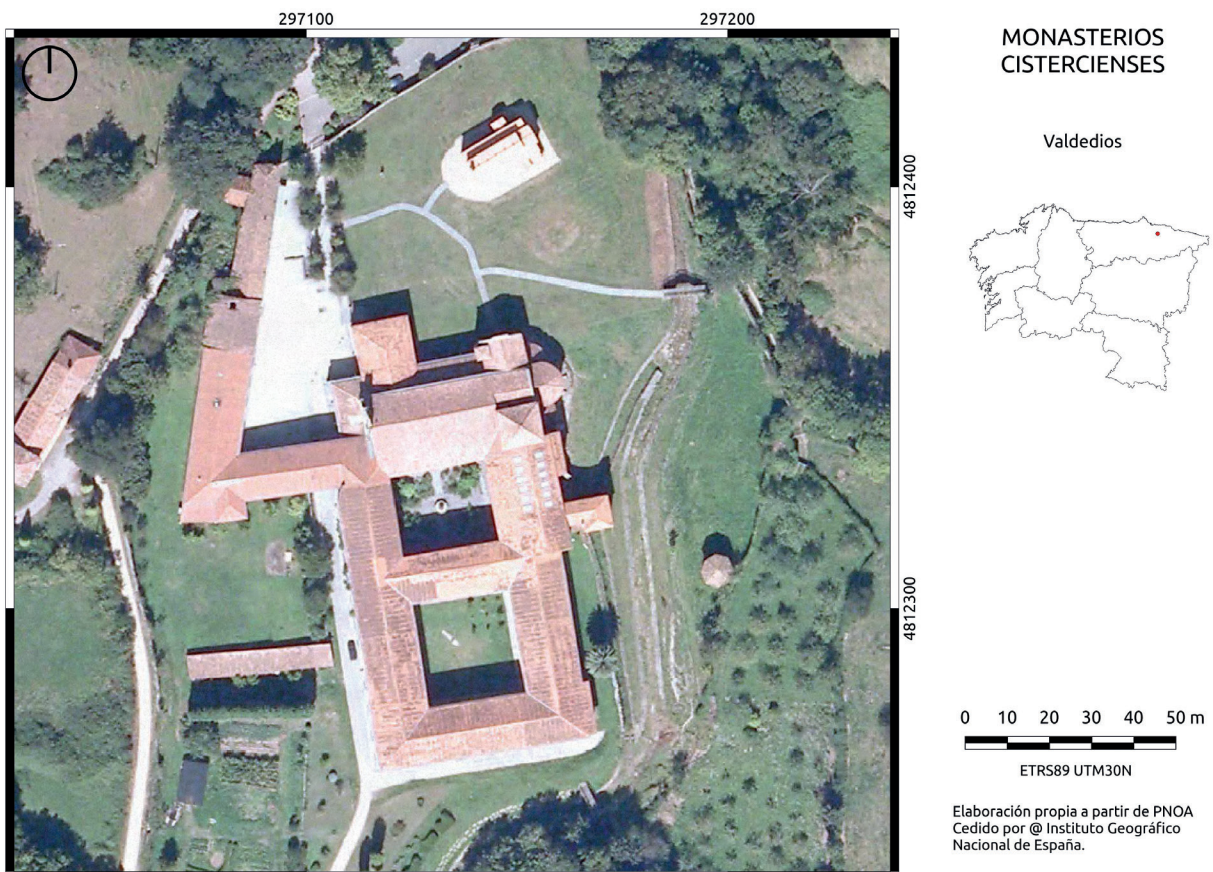 297100
297200
MONASTERIOS
CISTERCIENSES
Valdedios
4812400
4812300
0 10 20 30 40 50 m
ETRS89 UTM30N
Elaboración propia a partir de PNOA
Cedido por @ Instituto Geográfico
Nacional de España.